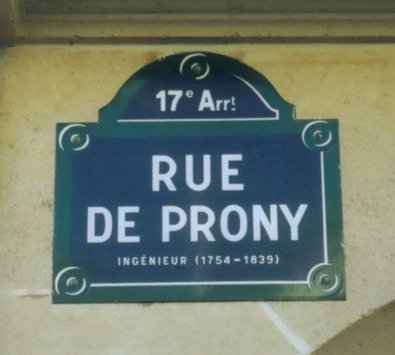 17e Arrt
RUE
DE PRONY
INGÉNIEUR (1754-1839)